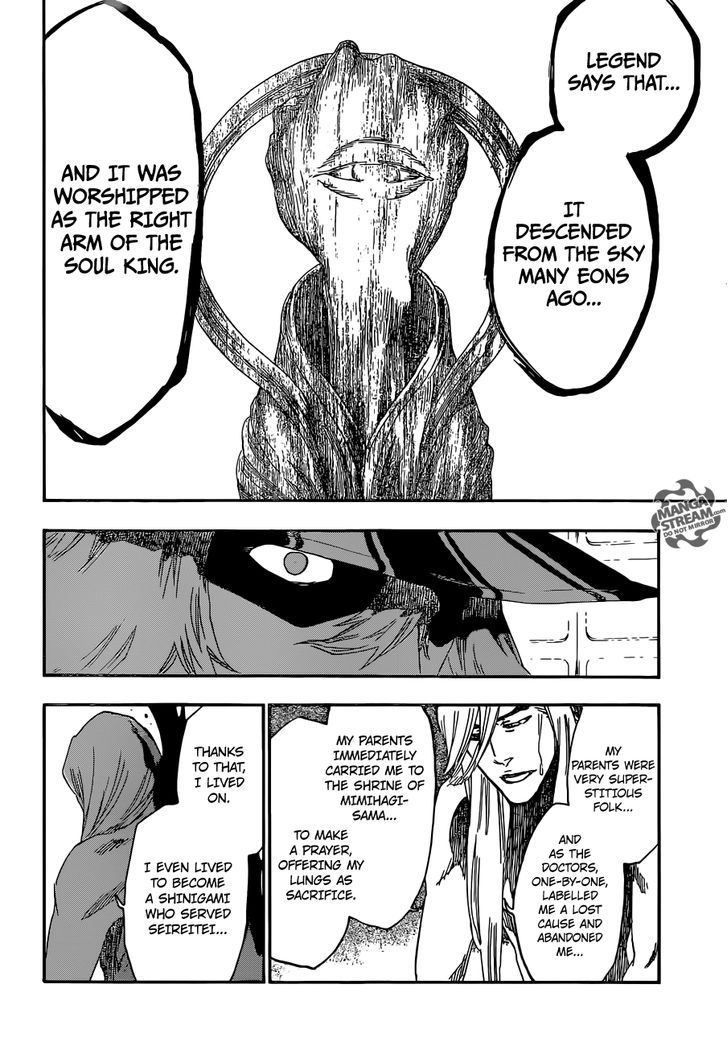 LEGEND
SAYS THAT...
IT
DESCENDED
FROM THE SKY
MANY EONS
AGO...
AND IT WAS
WORSHIPPED
AS THE RIGHT
ARM OF THE
SOUL KING.
MANGA
STREAM.com
DO NOT MIRROR
MY
PARENTS WERE
VERY SUPER-
STITIOUS
FOLK...
AND
AS THE
DOCTORS,
ONE-BY-ONE,
LABELLED
ME A LOST
CAUSE AND
ABANDONED
ME...
MY PARENTS
IMMEDIATELY
CARRIED ME TO
THE SHRINE OF
MIMIHAGI-
SAMA...
TO MAKE
A PRAYER,
OFFERING MY
LUNGS AS
SACRIFICE.
THANKS
TO THAT,
I LIVED
ON.
I EVEN LIVED
TO BECOME
A SHINIGAMI
WHO SERVED
SEIREITEI...